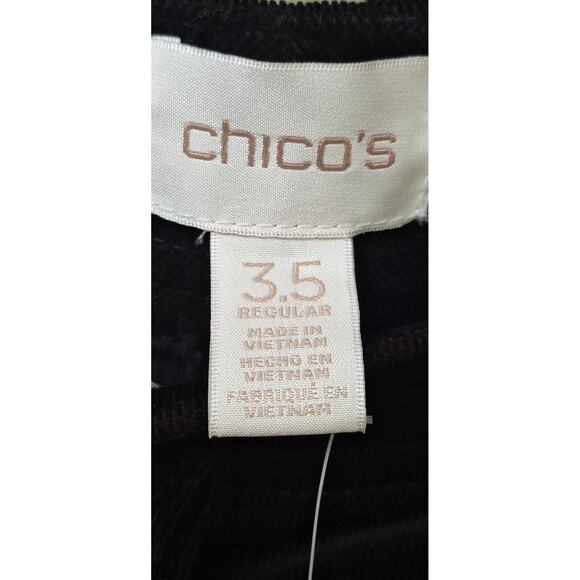 chico's
3.5
REGULAR
MADE IN
VIETNAM
HECHO EN
VIETNAM
FABRIQUÉ EN
VIETNAM